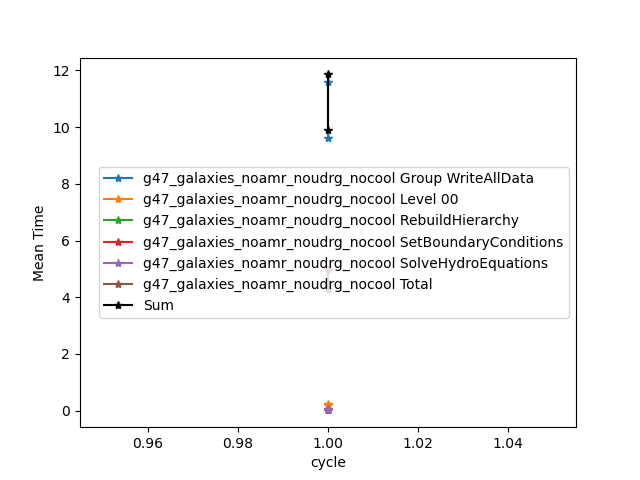 12
10
8
6
4
2
0
Mean Time
g47_galaxies_noamr_noudrg_nocool Group WriteAllData
g47_galaxies_noamr_noudrg_nocool Level 00
g47_galaxies_noamr_noudrg_nocool RebuildHierarchy
g47_galaxies_noamr_noudrg_nocool SetBoundaryConditions
g47_galaxies_noamr_noudrg_nocool SolveHydroEquations
g47_galaxies_noamr_noudrg_nocool Total
Sum
0.96 0.98 1.00 1.02 1.04
cycle